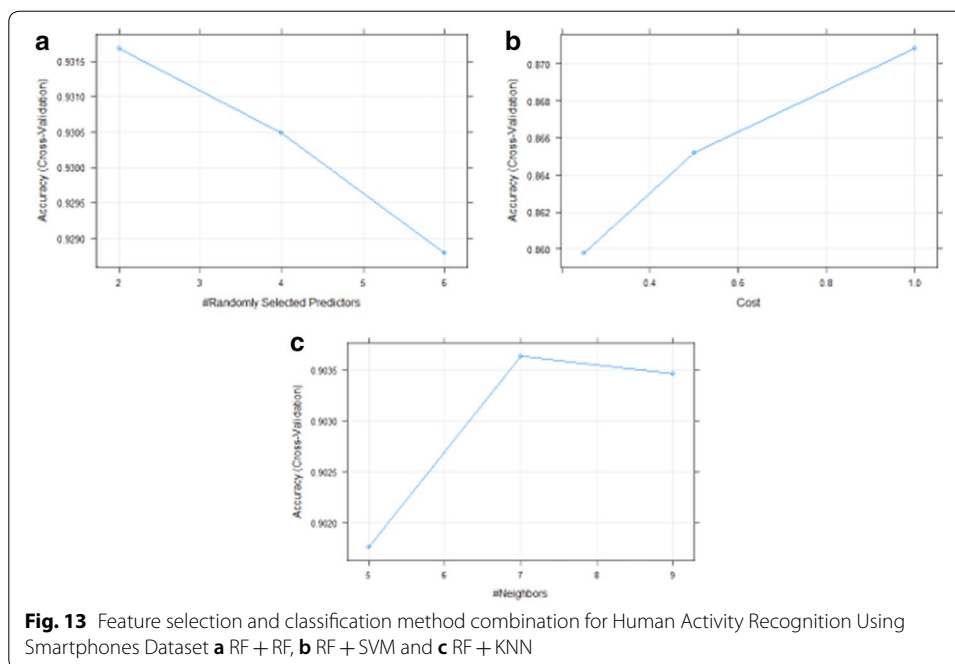 a
Accuracy (Cross-Validation)
0.9315
0.9310
0.9305
0.9300
0.9295
0.9290
2 3 4 5 6
#Randomly Selected Predictors
b
Accuracy (Cross-Validation)
0.870
0.868
0.866
0.864
0.862
0.860
0.4 0.6 0.8 1.0
Cost
c
Accuracy (Cross-Validation)
0.9035
0.9030
0.9025
0.9020
5 6 7 8 9
#Neighbors
Fig. 13 Feature selection and classification method combination for Human Activity Recognition Using
Smartphones Dataset a RF + RF, b RF + SVM and c RF + KNN